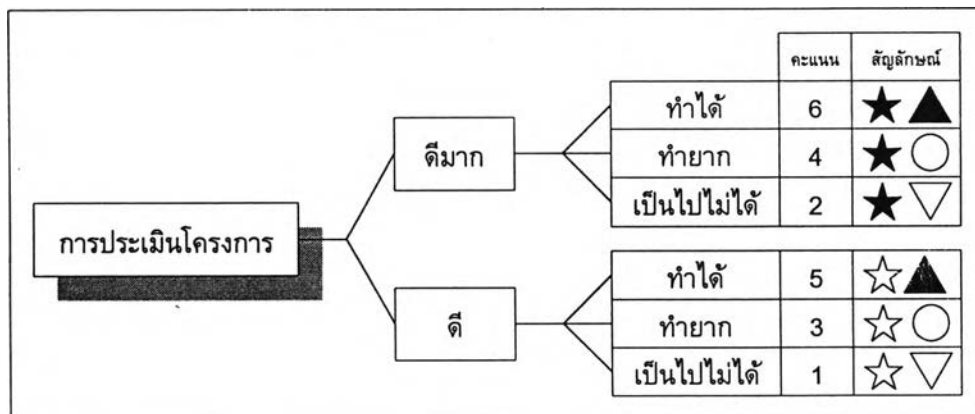 คะแนน สัญลักษณ์
ทำได้ 6
ดีมาก
ทำยาก 4
เป็นไปไม่ได้ 2
การประเมินโครงการ
ทำได้ 5
ดี
ทำยาก 3
เป็นไปไม่ได้ 1